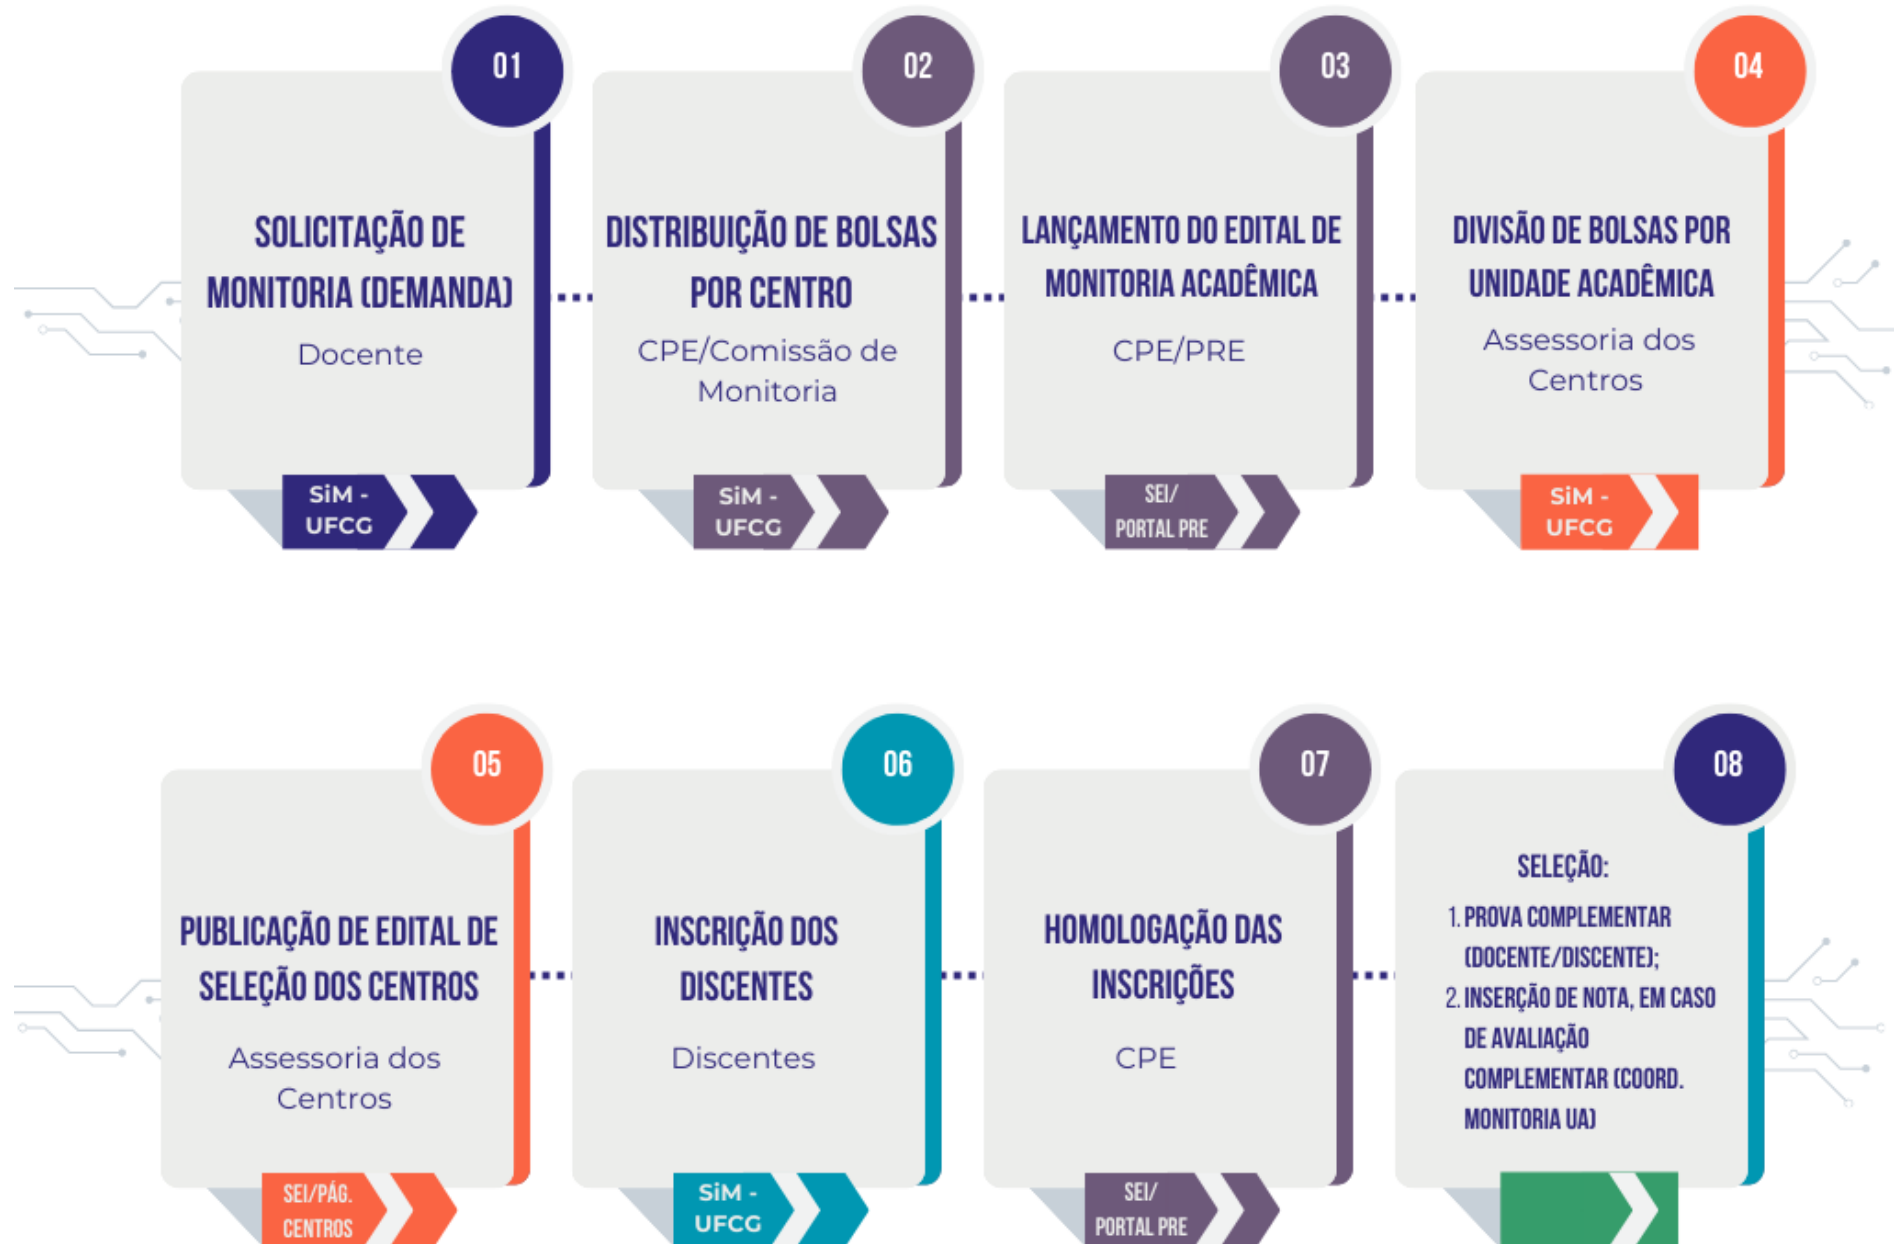 01
SOLICITAÇÃO DE
MONITORIA (DEMANDA)
Docente
SiM -
UFCG
02
DISTRIBUIÇÃO DE BOLSAS
POR CENTRO
CPE/Comissão de
Monitoria
SiM -
UFCG
03
LANÇAMENTO DO EDITAL DE
MONITORIA ACADÊMICA
CPE/PRE
SEI/
PORTAL PRE
04
DIVISÃO DE BOLSAS POR
UNIDADE ACADÊMICA
Assessoria dos
Centros
SiM -
UFCG
05
PUBLICAÇÃO DE EDITAL DE
SELEÇÃO DOS CENTROS
Assessoria dos
Centros
SEI/PÁG.
CENTROS
06
INSCRIÇÃO DOS
DISCENTES
Discentes
SiM -
UFCG
07
HOMOLOGAÇÃO DAS
INSCRIÇÕES
CPE
SEI/
PORTAL PRE
08
SELEÇÃO:
1. PROVA COMPLEMENTAR
(DOCENTE/DISCENTE);
2. INSERÇÃO DE NOTA, EM CASO
DE AVALIAÇÃO
COMPLEMENTAR (COORD.
MONITORIA UA)